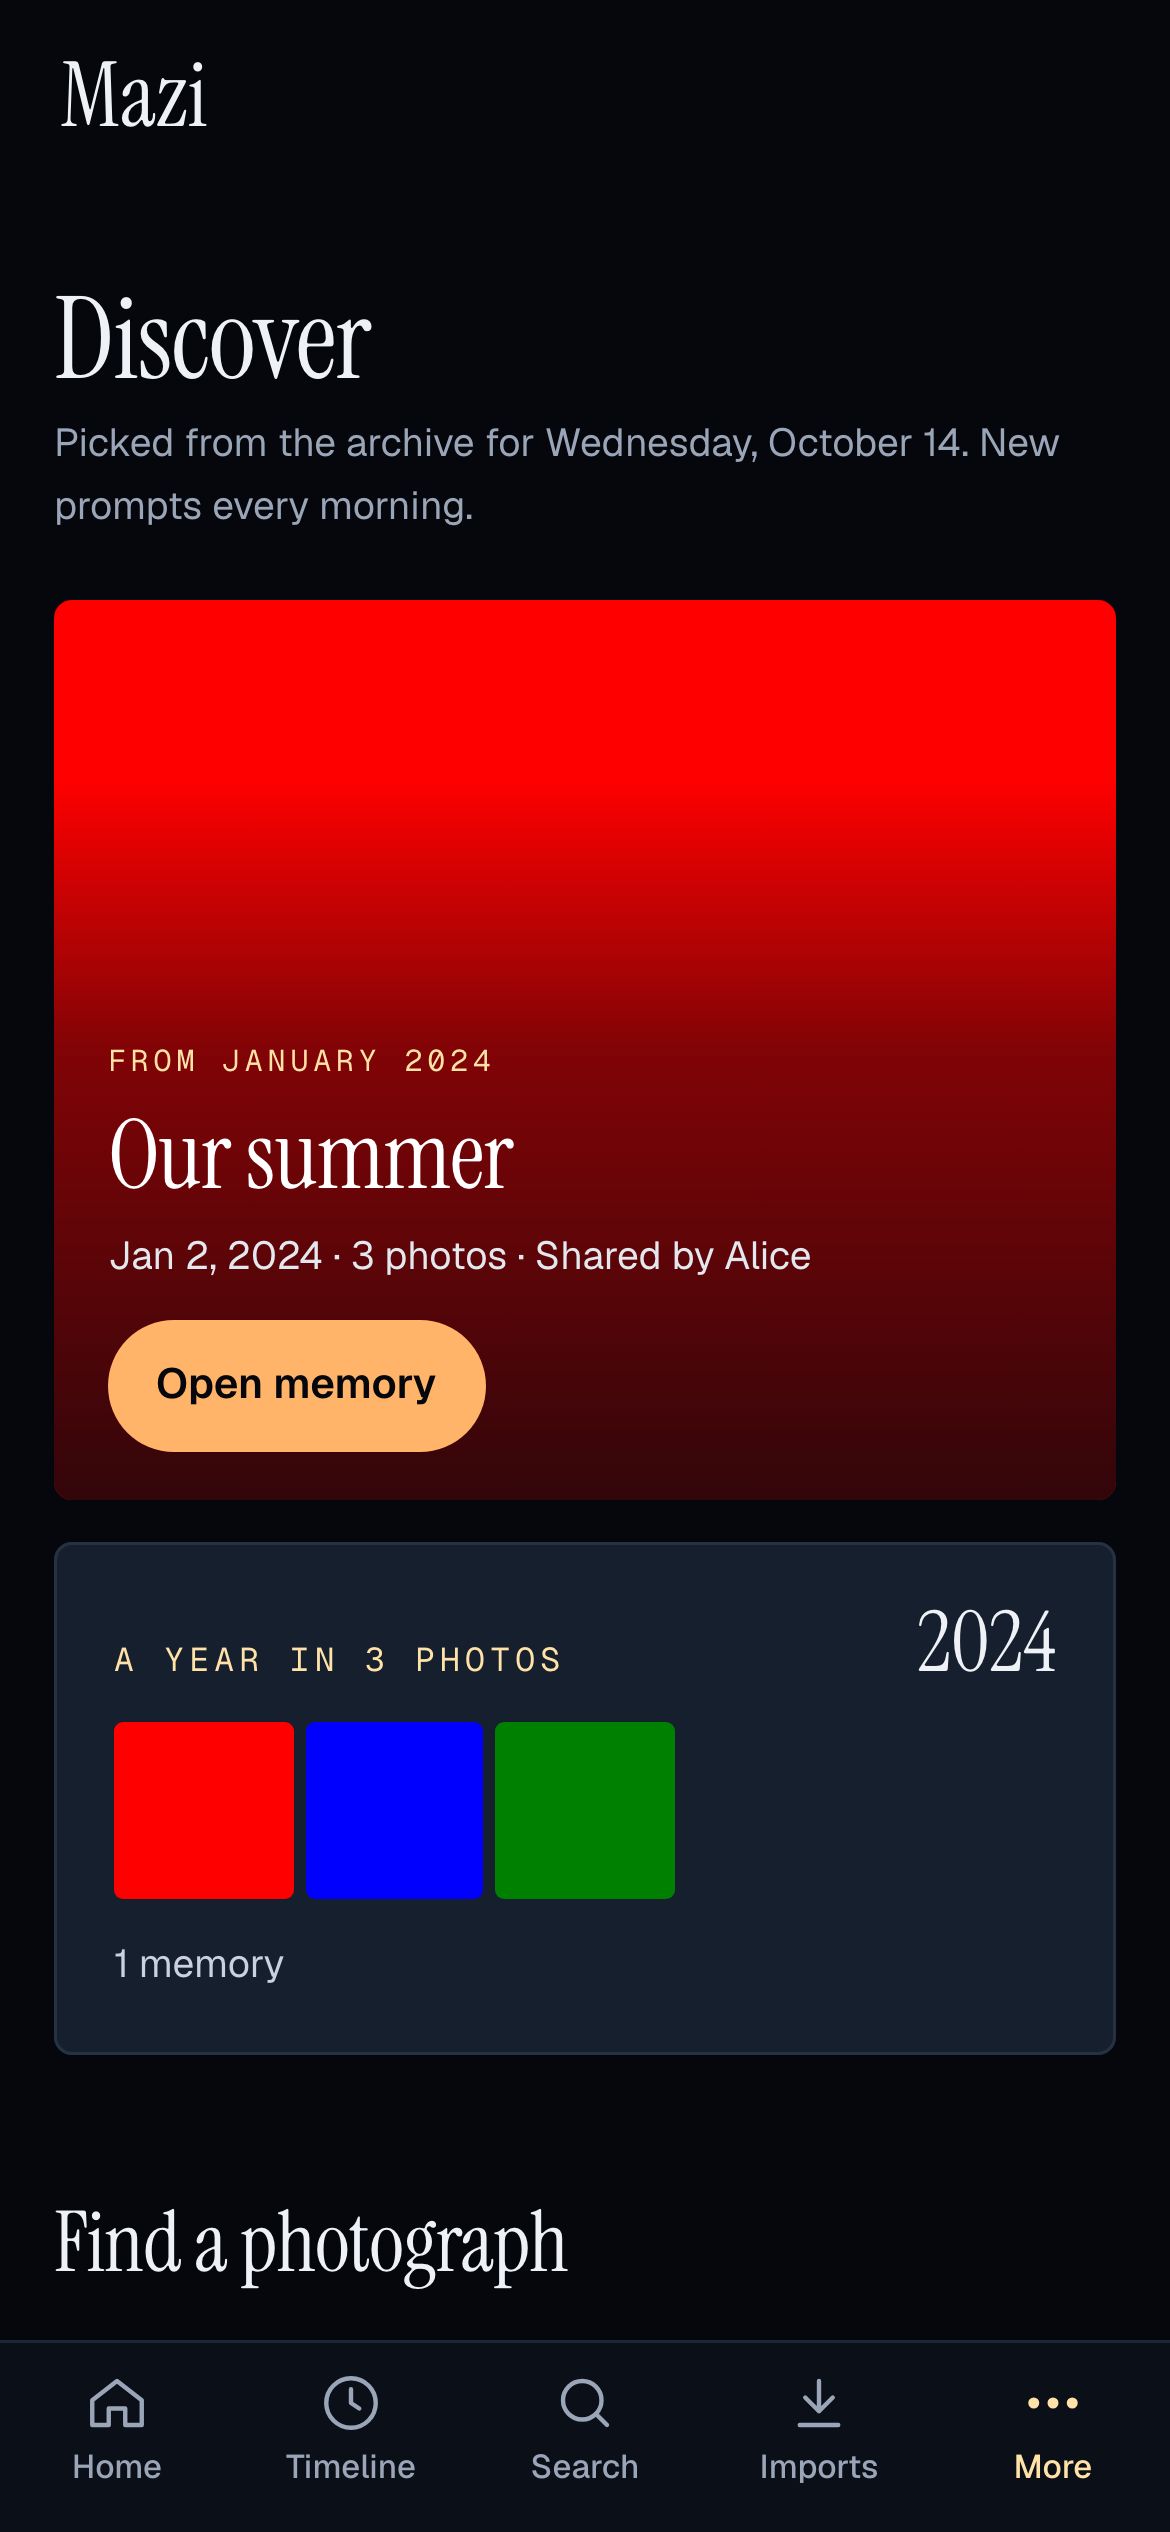 Mazi
Discover
Picked from the archive for Wednesday, October 14. New
prompts every morning.
FROM JANUARY 2024
Our summer
Jan 2, 2024 · 3 photos · Shared by Alice
Open memory
A YEAR IN 3 PHOTOS
2024
1 memory
Find a photograph
Home
Timeline
Search
Imports
More